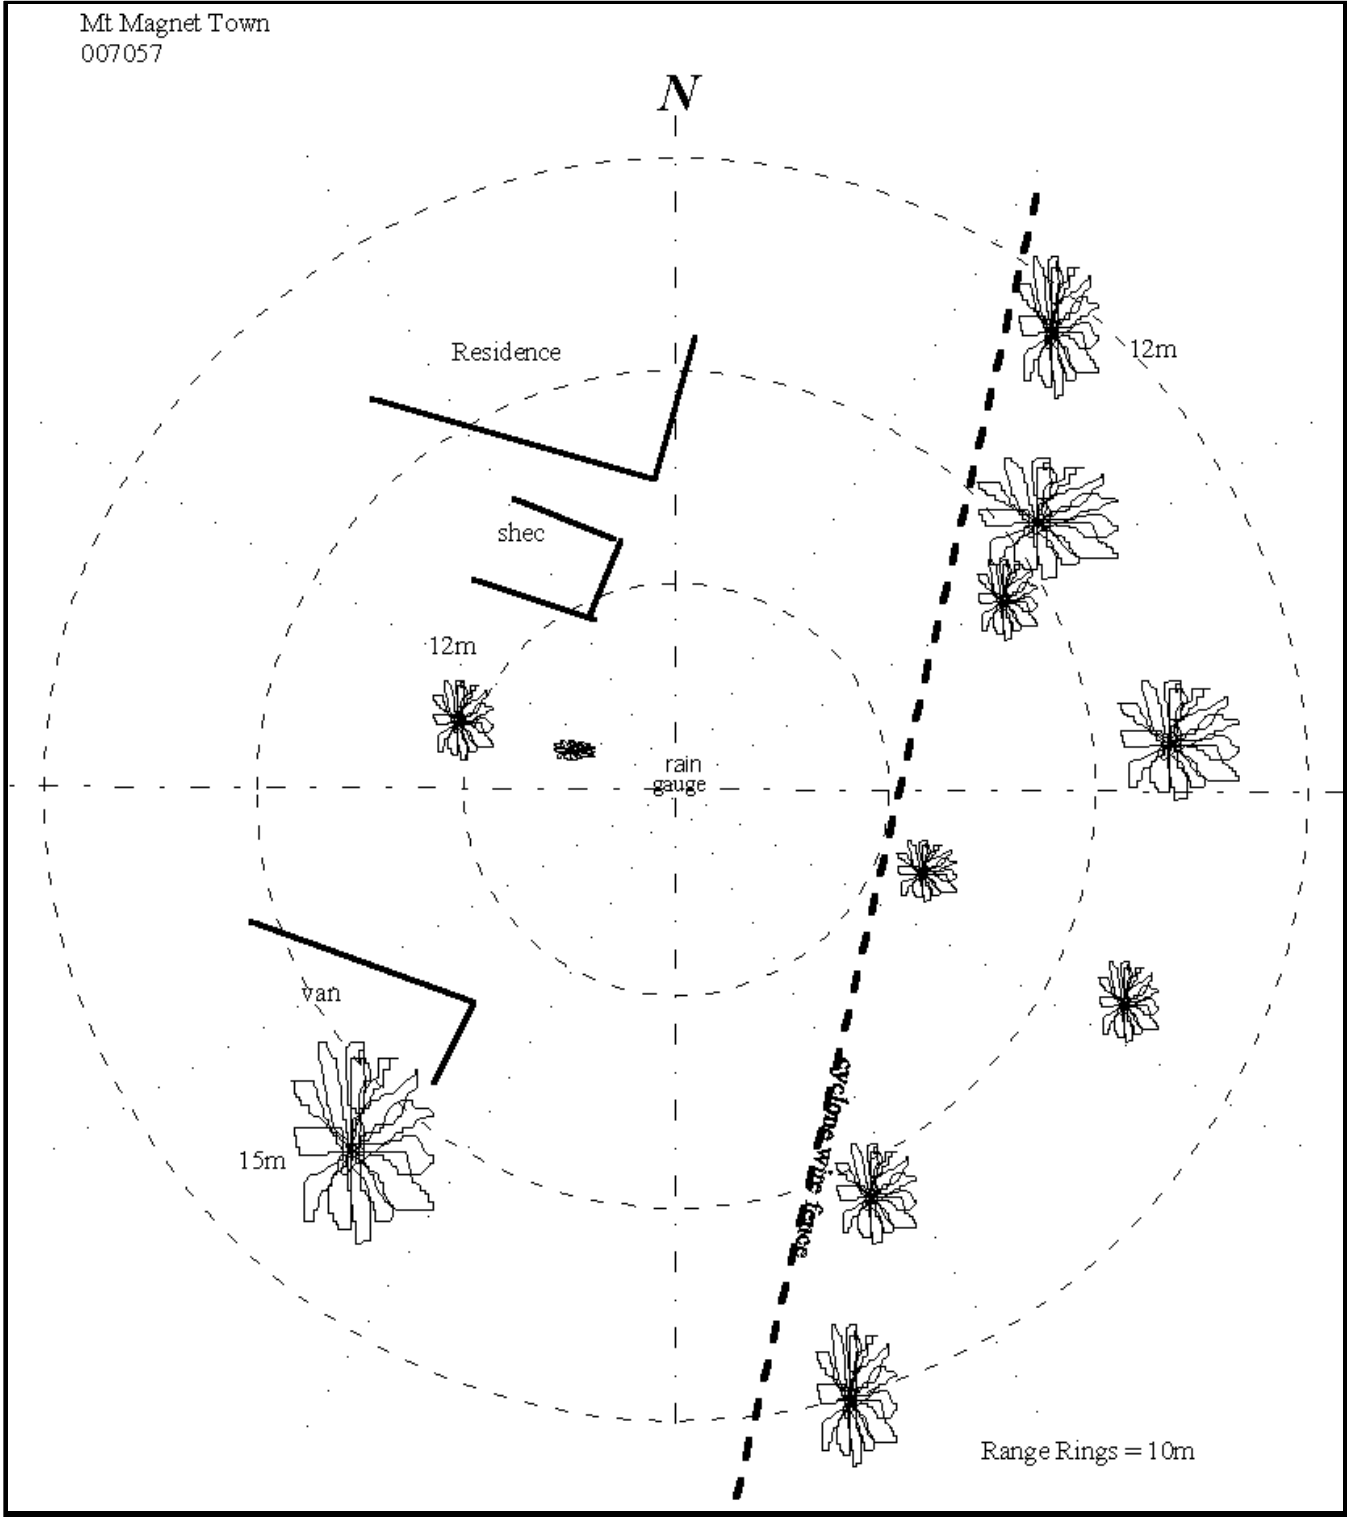 Mt Magnet Town
007057
N
Residence
12m
shec
12m
rain
gauge
van
15m
cyclone wire fence
Range Rings = 10m